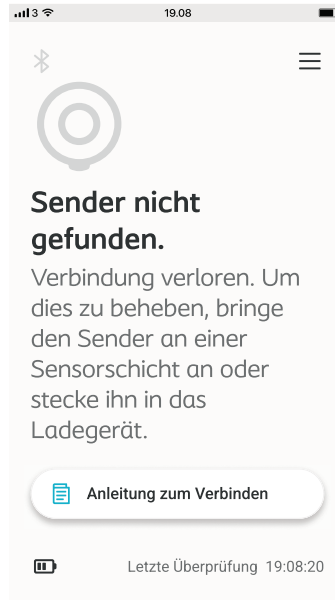 3 19.08
Sender nicht
gefunden.
Verbindung verloren. Um
dies zu beheben, bringe
den Sender an einer
Sensorschicht an oder
stecke ihn in das
Ladegerät.
Anleitung zum Verbinden
Letzte Überprüfung 19:08:20